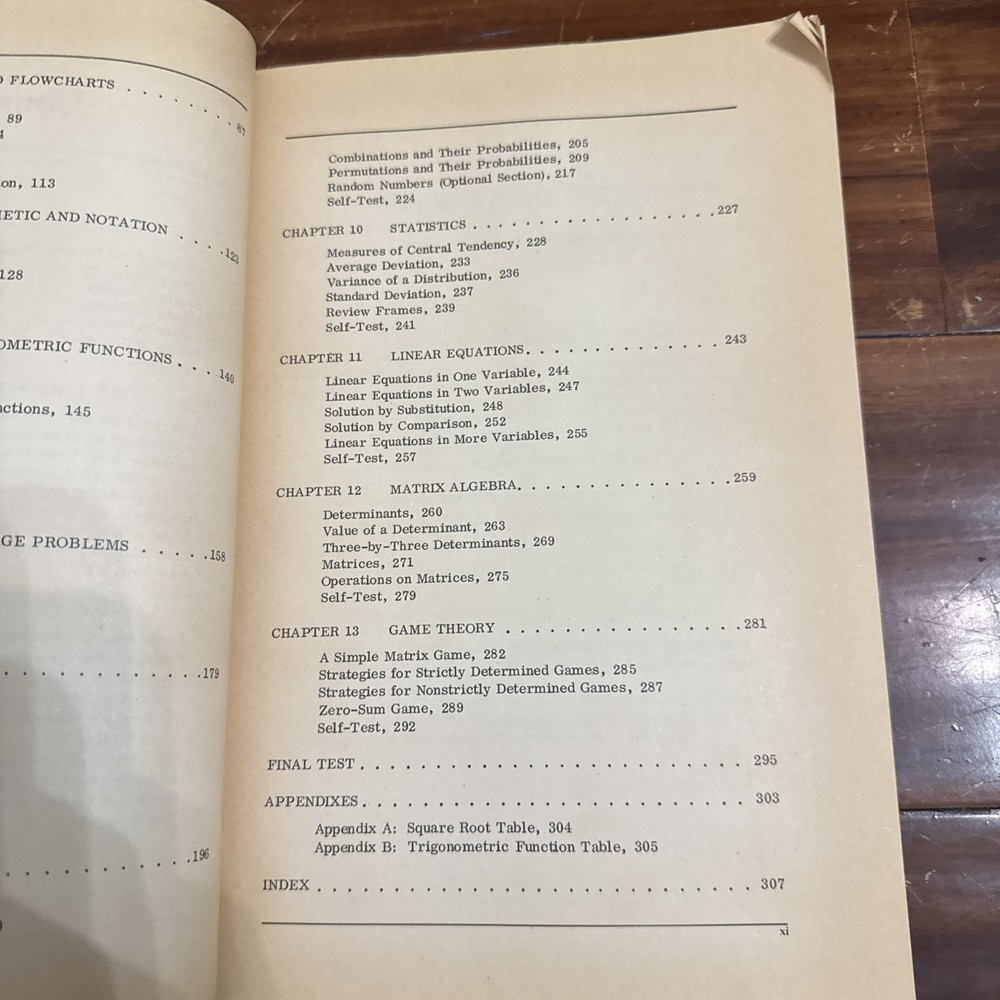 FLOWCHARTS . . . . . . . . 87
89
113
AND NOTATION . . . . 123
128
FUNCTIONS . . . 140
145
PROBLEMS . . . . . 158
. . . . . . . . . . . . 179
. . . . . . . . . . . 196
Combinations and Their Probabilities, 205
Permutations and Their Probabilities, 209
Random Numbers (Optional Section), 217
Self-Test, 224
CHAPTER 10 STATISTICS . . . . . . . . . . . . . . . . . . 227
Measures of Central Tendency, 228
Average Deviation, 233
Variance of a Distribution, 236
Standard Deviation, 237
Review Frames, 239
Self-Test, 241
CHAPTER 11 LINEAR EQUATIONS. . . . . . . . . . . . . . 243
Linear Equations in One Variable, 244
Linear Equations in Two Variables, 247
Solution by Substitution, 248
Solution by Comparison, 252
Linear Equations in More Variables, 255
Self-Test, 257
CHAPTER 12 MATRIX ALGEBRA. . . . . . . . . . . . . . . 259
Determinants, 260
Value of a Determinant, 263
Three-by-Three Determinants, 269
Matrices, 271
Operations on Matrices, 275
Self-Test, 279
CHAPTER 13 GAME THEORY . . . . . . . . . . . . . . . . . 281
A Simple Matrix Game, 282
Strategies for Strictly Determined Games, 285
Strategies for Nonstrictly Determined Games, 287
Zero-Sum Game, 289
Self-Test, 292
FINAL TEST . . . . . . . . . . . . . . . . . . . . . . . . . 295
APPENDIXES . . . . . . . . . . . . . . . . . . . . . . . . . 303
Appendix A: Square Root Table, 304
Appendix B: Trigonometric Function Table, 305
INDEX . . . . . . . . . . . . . . . . . . . . . . . . . . . . . 307
xi